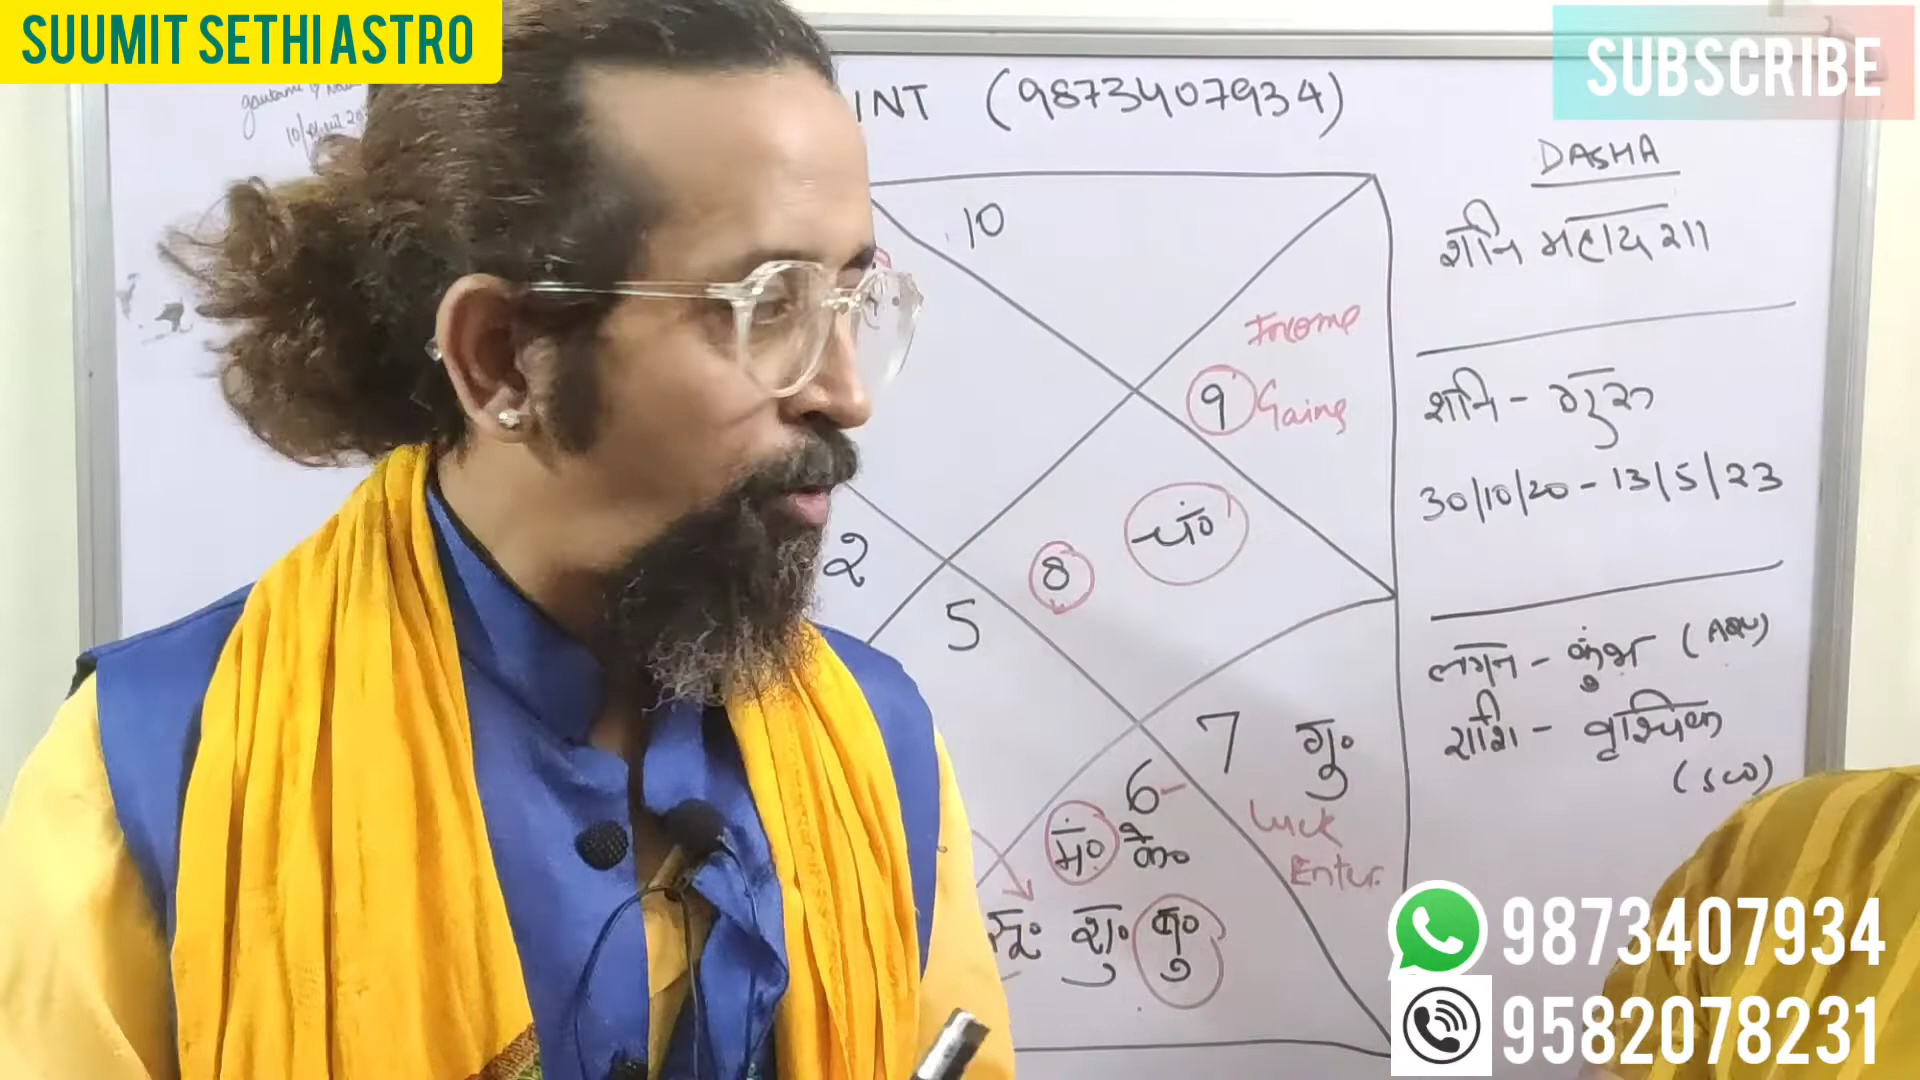 SUUMIT SETHI ASTRO
SUBSCRIBE
INT (9873407934)
10
Income
9 Gains
चं०
8
2
5
7 गु०
6
मं० के०
Luck
Enter.
सू० शु० बु०
DASHA
शनि महादशा
शनि - गुरु
30/10/20 - 13/5/23
लगन - कुंभ (AQU)
राशि - वृश्चिक
(SCO)
9873407934
9582078231